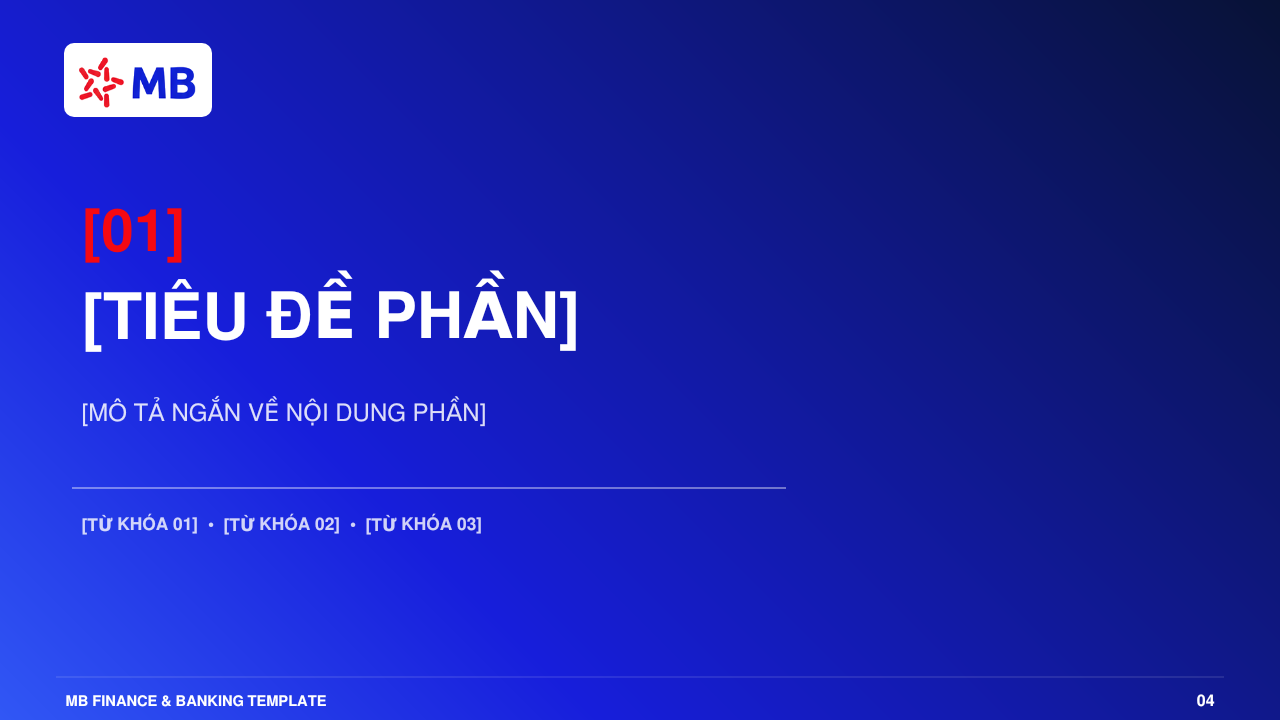 MB
[01]
[TIÊU ĐỀ PHẦN]
[MÔ TẢ NGẮN VỀ NỘI DUNG PHẦN]
[TỪ KHÓA 01] • [TỪ KHÓA 02] • [TỪ KHÓA 03]
MB FINANCE & BANKING TEMPLATE
04